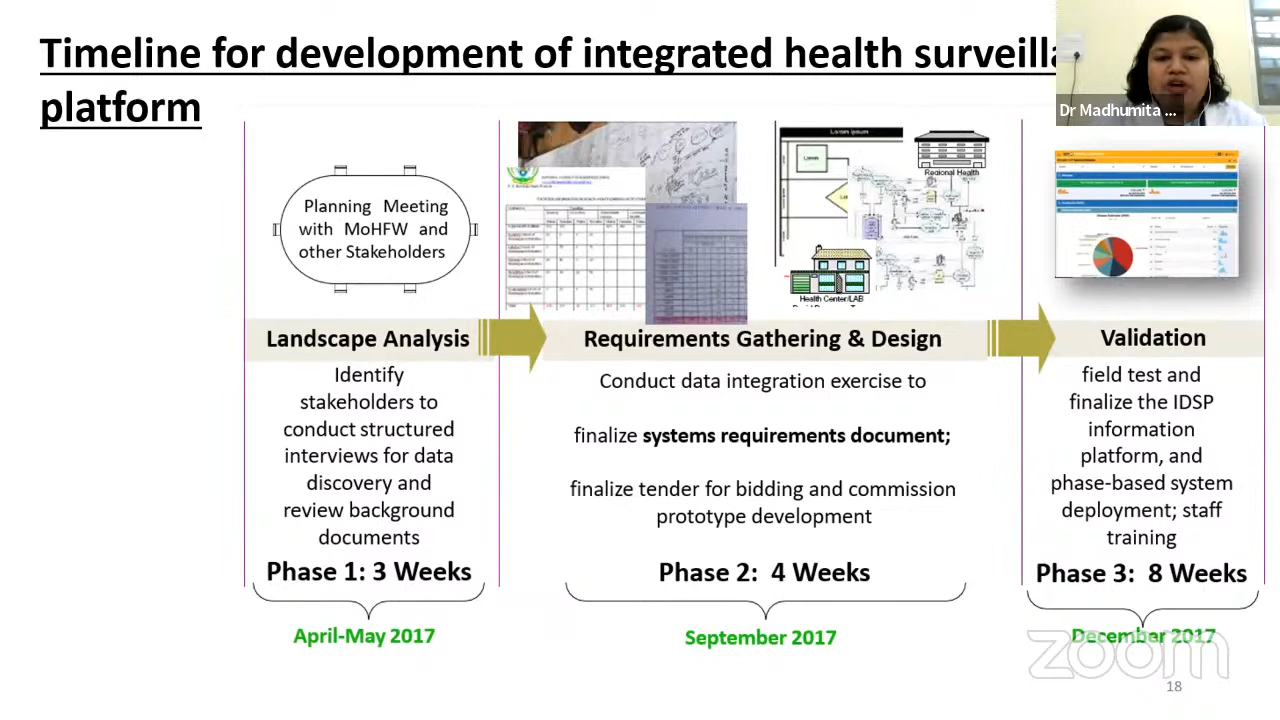 Timeline for development of integrated health
platform
Dr Madhumita ...
Planning Meeting
with MoHFW and
other Stakeholders
Lorem Ipsum
Lorem
Regional Health
Health Center/LAB
Landscape Analysis
Requirements Gathering & Design
Validation
Identify
stakeholders to
conduct structured
interviews for data
discovery and
review background
documents
Phase 1: 3 Weeks
April-May 2017
Conduct data integration exercise to
finalize systems requirements document;
finalize tender for bidding and commission
prototype development
Phase 2: 4 Weeks
September 2017
field test and
finalize the IDSP
information
platform, and
phase-based system
deployment; staff
training
Phase 3: 8 Weeks
December 2017
zoom
18